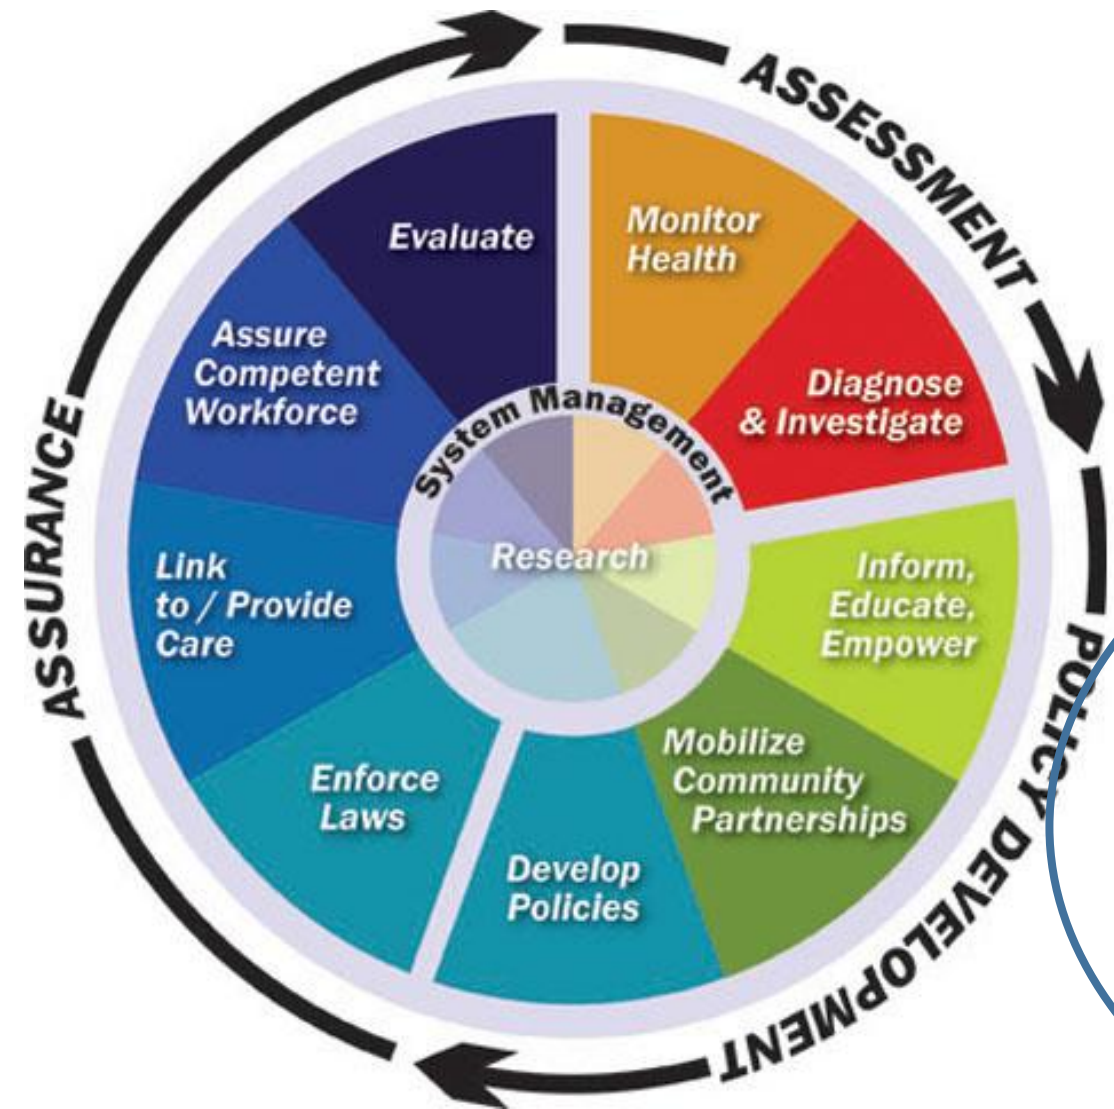 ASSESSMENT
Monitor
Health
Diagnose
& Investigate
POLICY DEVELOPMENT
Inform,
Educate,
Empower
Mobilize
Community
Partnerships
Develop
Policies
ASSURANCE
Enforce
Laws
Link
to / Provide
Care
Assure
Competent
Workforce
Evaluate
System Management
Research